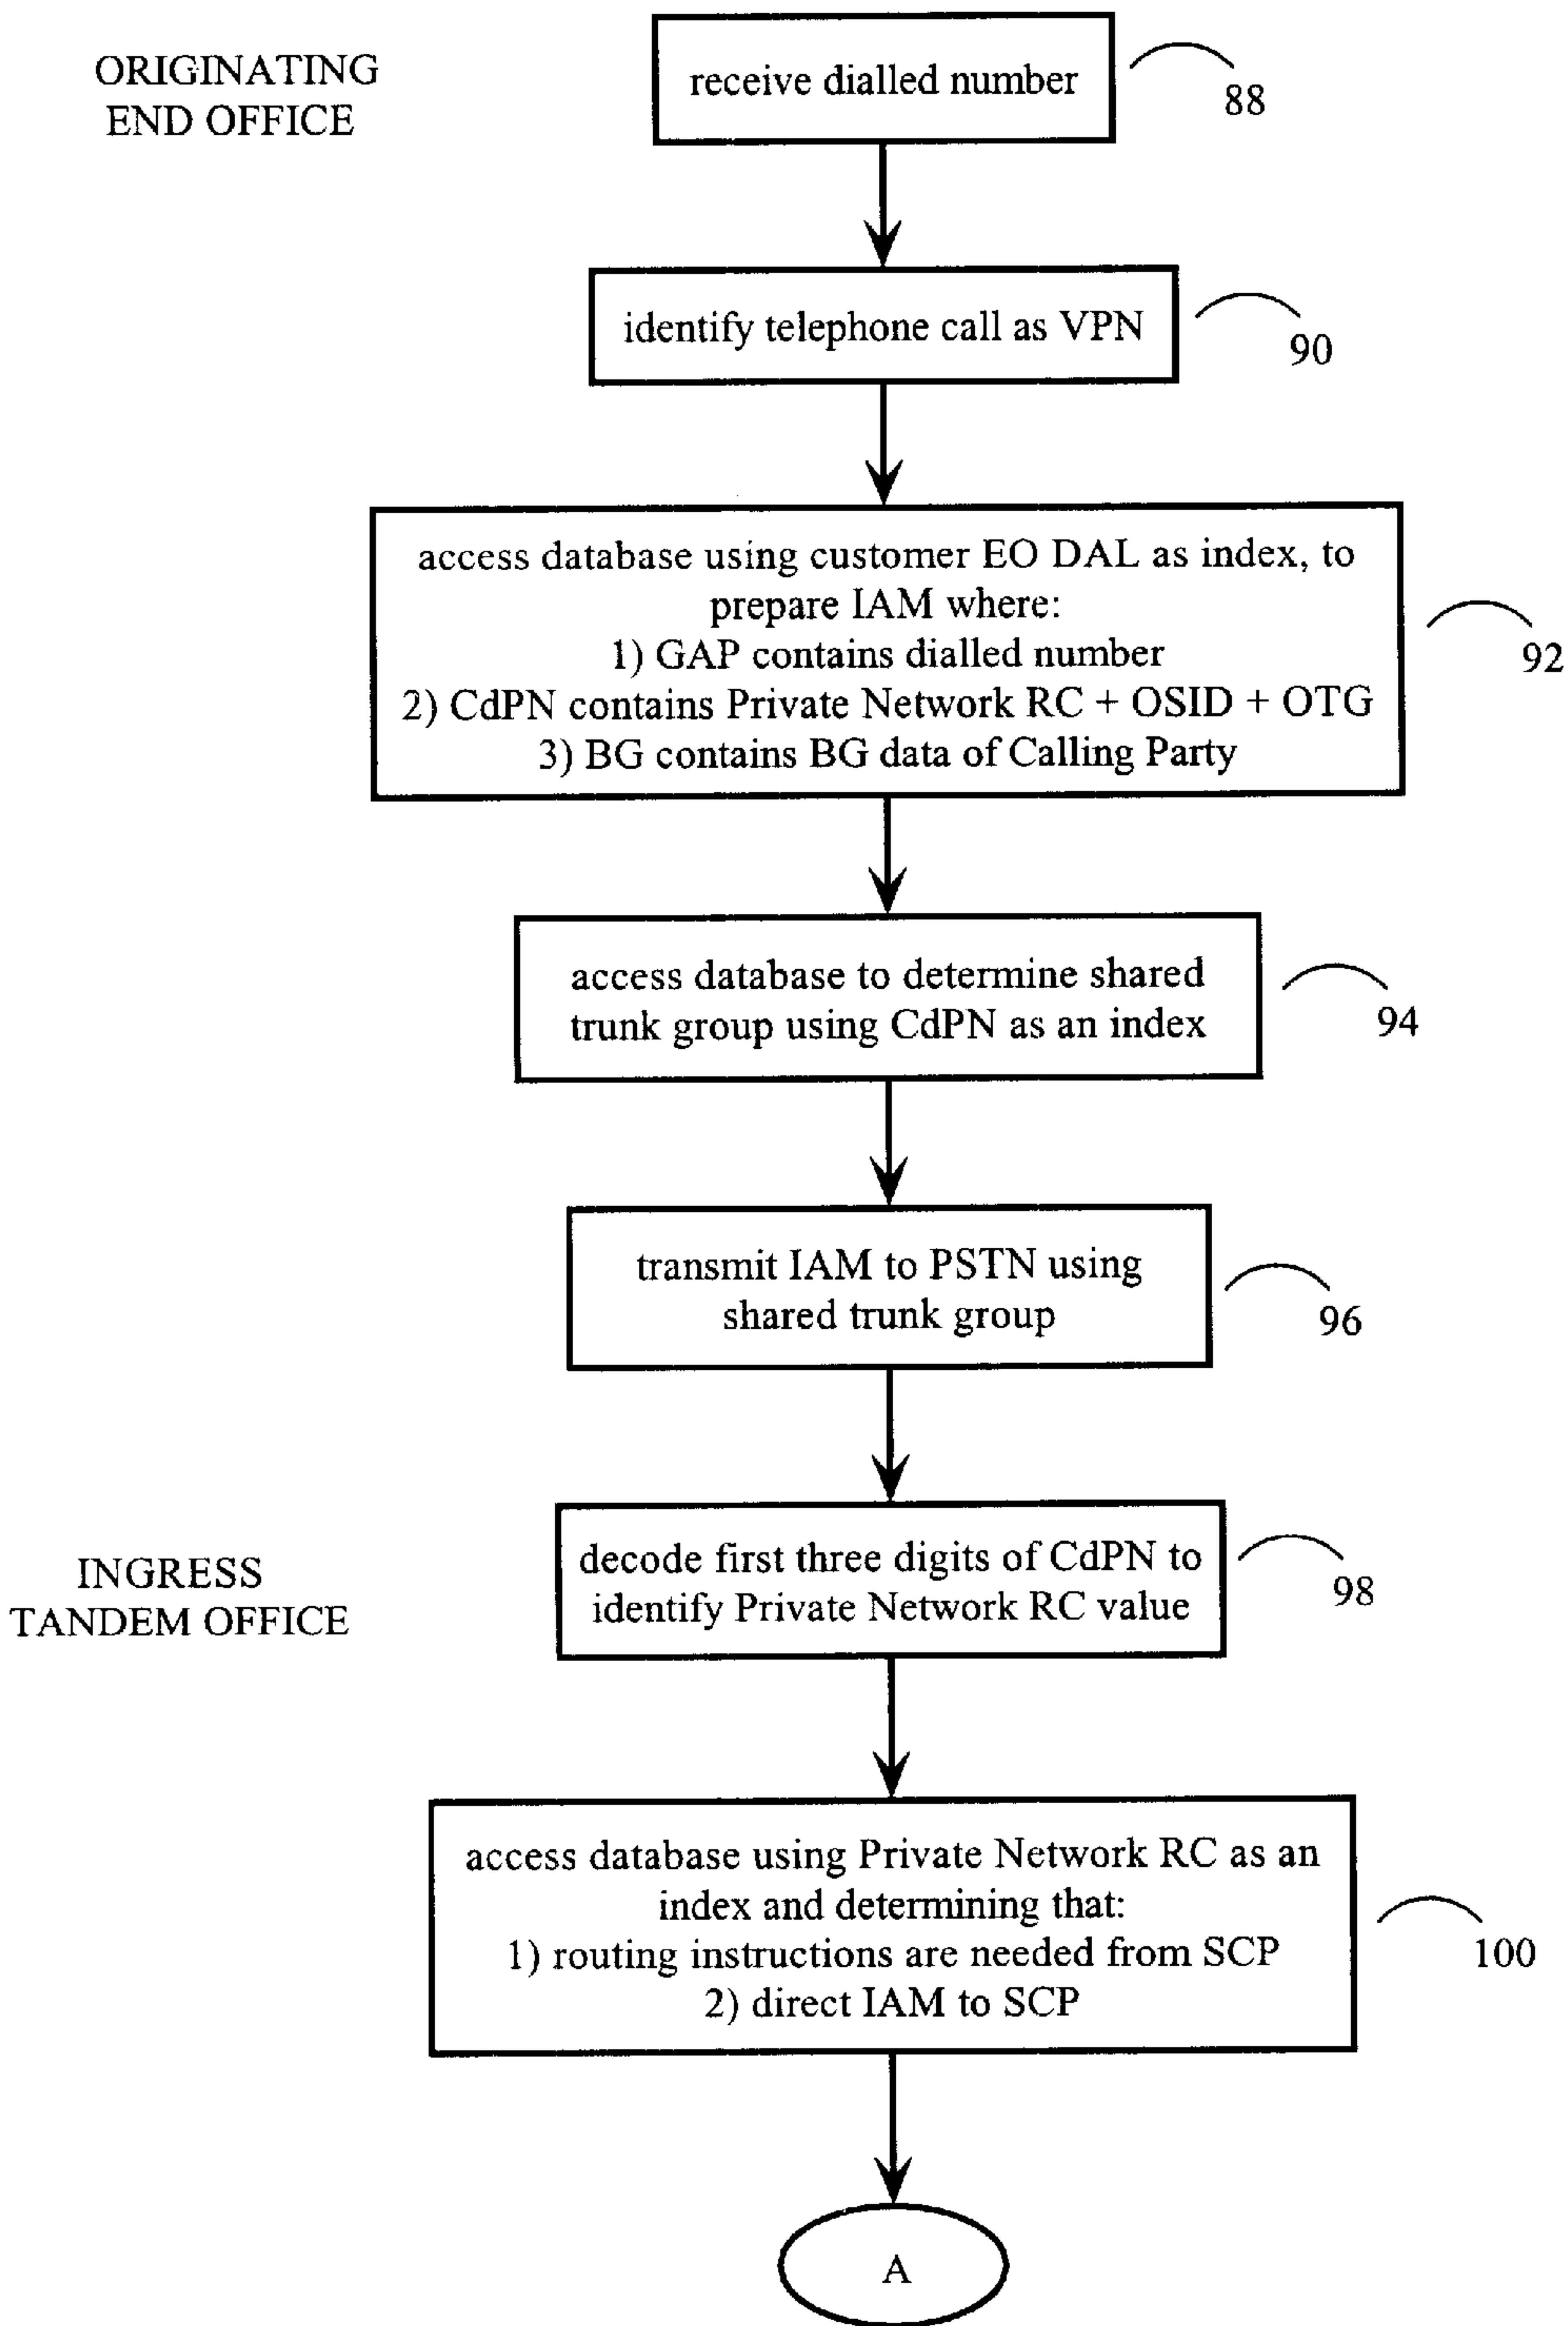 ORIGINATING
END OFFICE
receive dialled number
88
identify telephone call as VPN
90
access database using customer EO DAL as index, to
prepare IAM where:
1) GAP contains dialled number
2) CdPN contains Private Network RC + OSID + OTG
3) BG contains BG data of Calling Party
92
access database to determine shared
trunk group using CdPN as an index
94
transmit IAM to PSTN using
shared trunk group
96
INGRESS
TANDEM OFFICE
decode first three digits of CdPN to
identify Private Network RC value
98
access database using Private Network RC as an
index and determining that:
1) routing instructions are needed from SCP
2) direct IAM to SCP
100
A